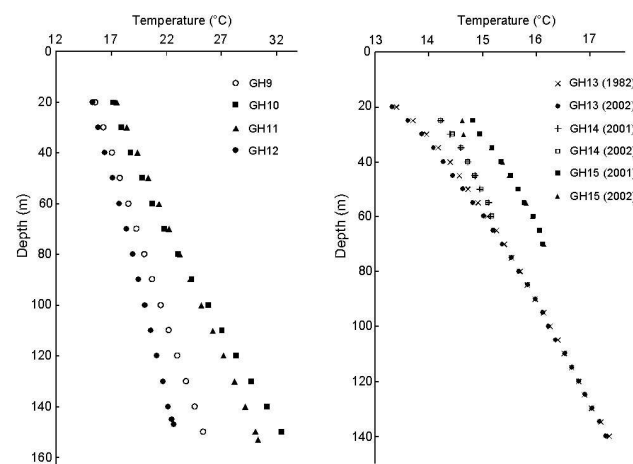 Temperature (°C)
12 17 22 27 32
0
20
40
60
80
100
120
140
160
Depth (m)
GH9
GH10
GH11
GH12
Temperature (°C)
13 14 15 16 17
0
20
40
60
80
100
120
140
Depth (m)
GH13 (1982)
GH13 (2002)
GH14 (2001)
GH14 (2002)
GH15 (2001)
GH15 (2002)